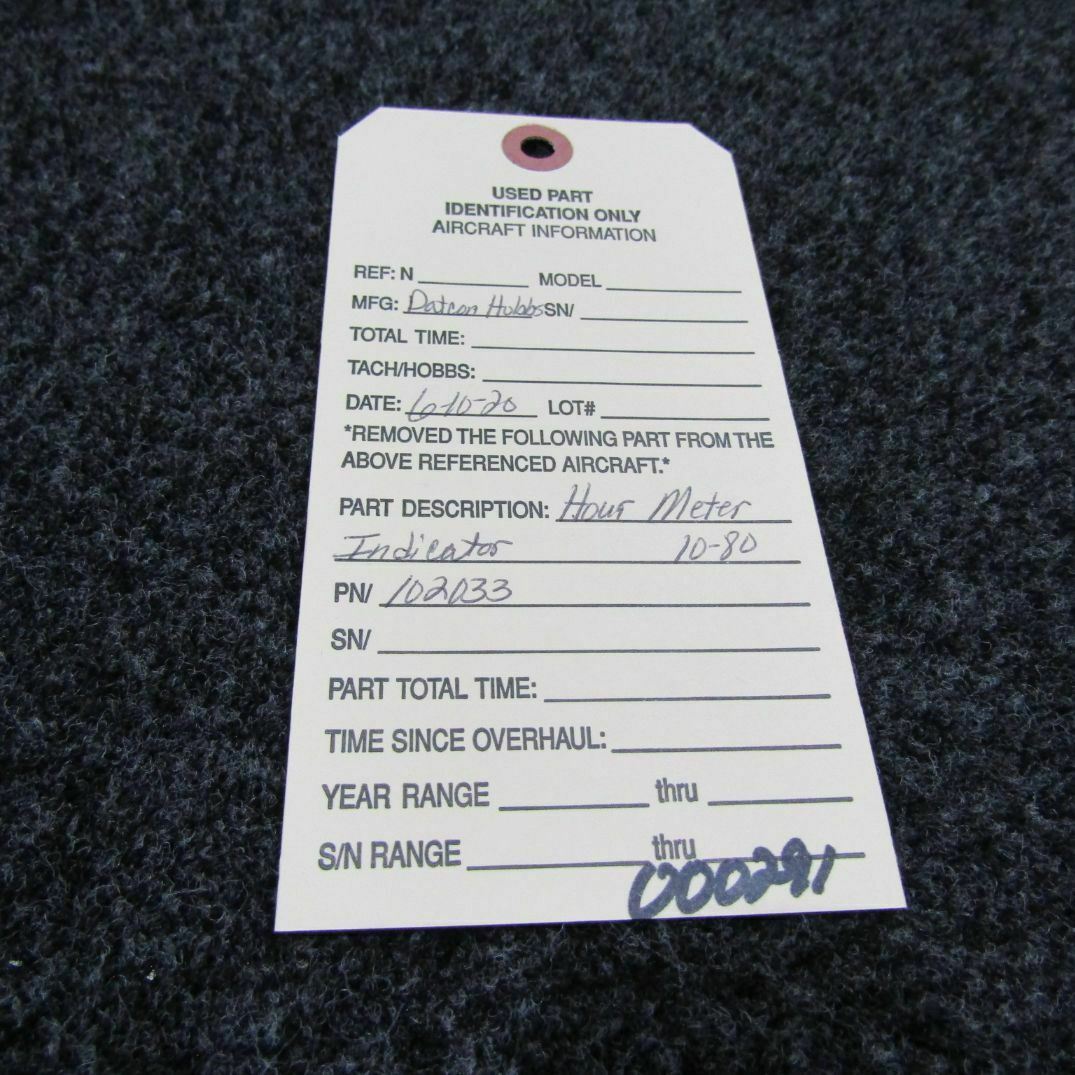 USED PART
IDENTIFICATION ONLY
AIRCRAFT INFORMATION
REF: N MODEL
MFG: Datcon Hobbs SN/
TOTAL TIME:
TACH/HOBBS:
DATE: 6-10-20 LOT#
*REMOVED THE FOLLOWING PART FROM THE
ABOVE REFERENCED AIRCRAFT.*
PART DESCRIPTION: Hour Meter
Indicator 10-80
PN/ 102033
SN/
PART TOTAL TIME:
TIME SINCE OVERHAUL:
YEAR RANGE thru
S/N RANGE thru
000291